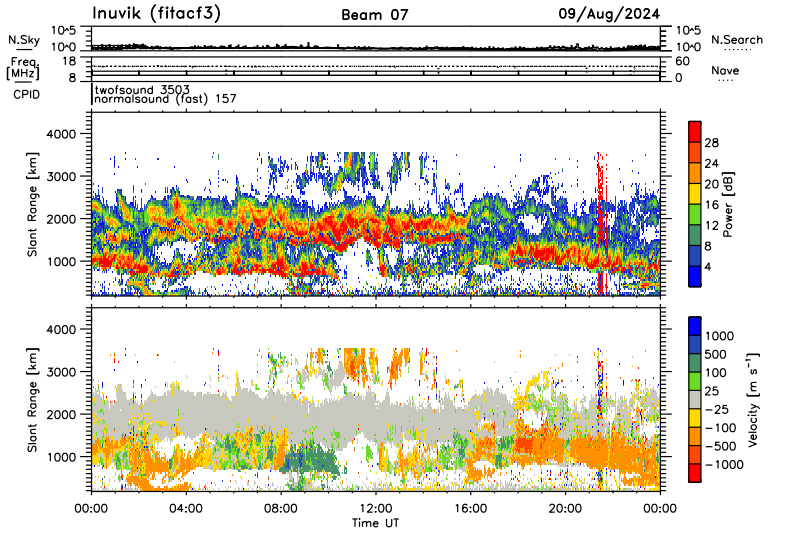 Inuvik (fitacf3) Beam 07 09/Aug/2024
N.Sky 10^5 10^0 10^5 10^0 N.Search
Freq. [MHz] 18 8 60 0 Nave
CPID twofsound 3503
normalsound (fast) 157
Slant Range [km] 4000 3000 2000 1000
Power [dB] 28 24 20 16 12 8 4
Slant Range [km] 4000 3000 2000 1000
Velocity [m s^-1] 1000 500 100 25 -25 -100 -500 -1000
00:00 04:00 08:00 12:00 16:00 20:00 00:00
Time UT